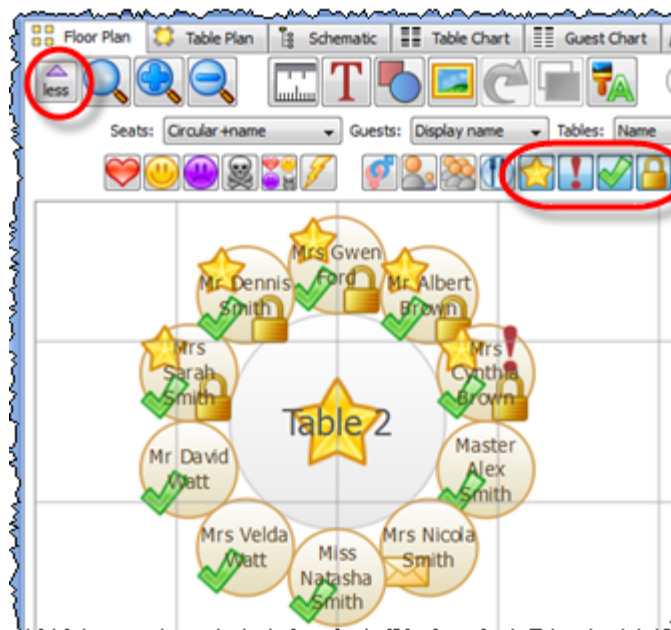 Floor Plan
Table Plan
Schematic
Table Chart
Guest Chart
less
T
A
Seats:
Circular +name
Guests:
Display name
Tables:
Name
Mrs Gwen
Ford
Mr Dennis
Smith
Mr Albert
Brown
Mrs
Sarah
Smith
Mrs
Cynthia
Brown
Table 2
Mr David
Watt
Master
Alex
Smith
Mrs Velda
Watt
Miss
Natasha
Smith
Mrs Nicola
Smith